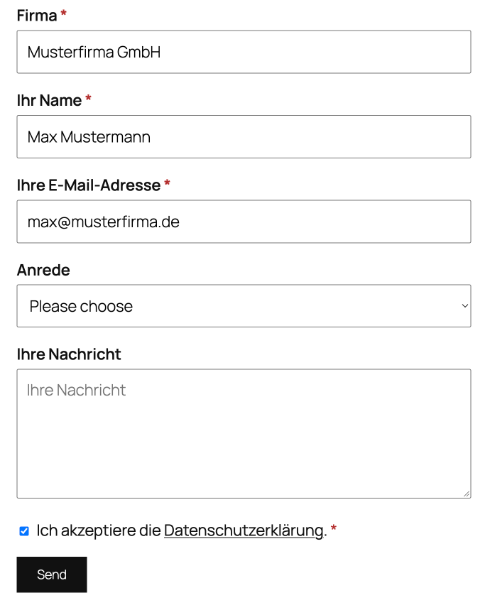 Firma *
Musterfirma GmbH
Ihr Name *
Max Mustermann
Ihre E-Mail-Adresse *
max@musterfirma.de
Anrede
Please choose
Ihre Nachricht
Ihre Nachricht
Ich akzeptiere die Datenschutzerklärung. *
Send